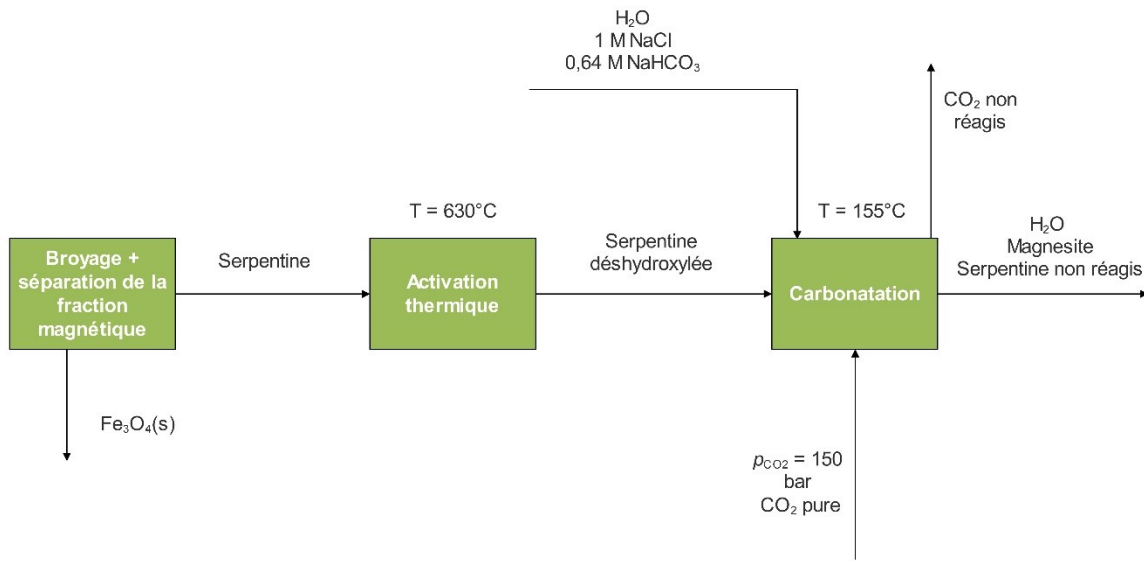 H₂O
1 M NaCl
0,64 M NaHCO₃
CO₂ non
réagis
T = 630°C
T = 155°C
Broyage +
séparation de la
fraction
magnétique
Serpentine
Activation
thermique
Serpentine
déshydroxylée
Carbonatation
H₂O
Magnesite
Serpentine non réagis
Fe₃O₄(s)
pCO₂ = 150
bar
CO₂ pure